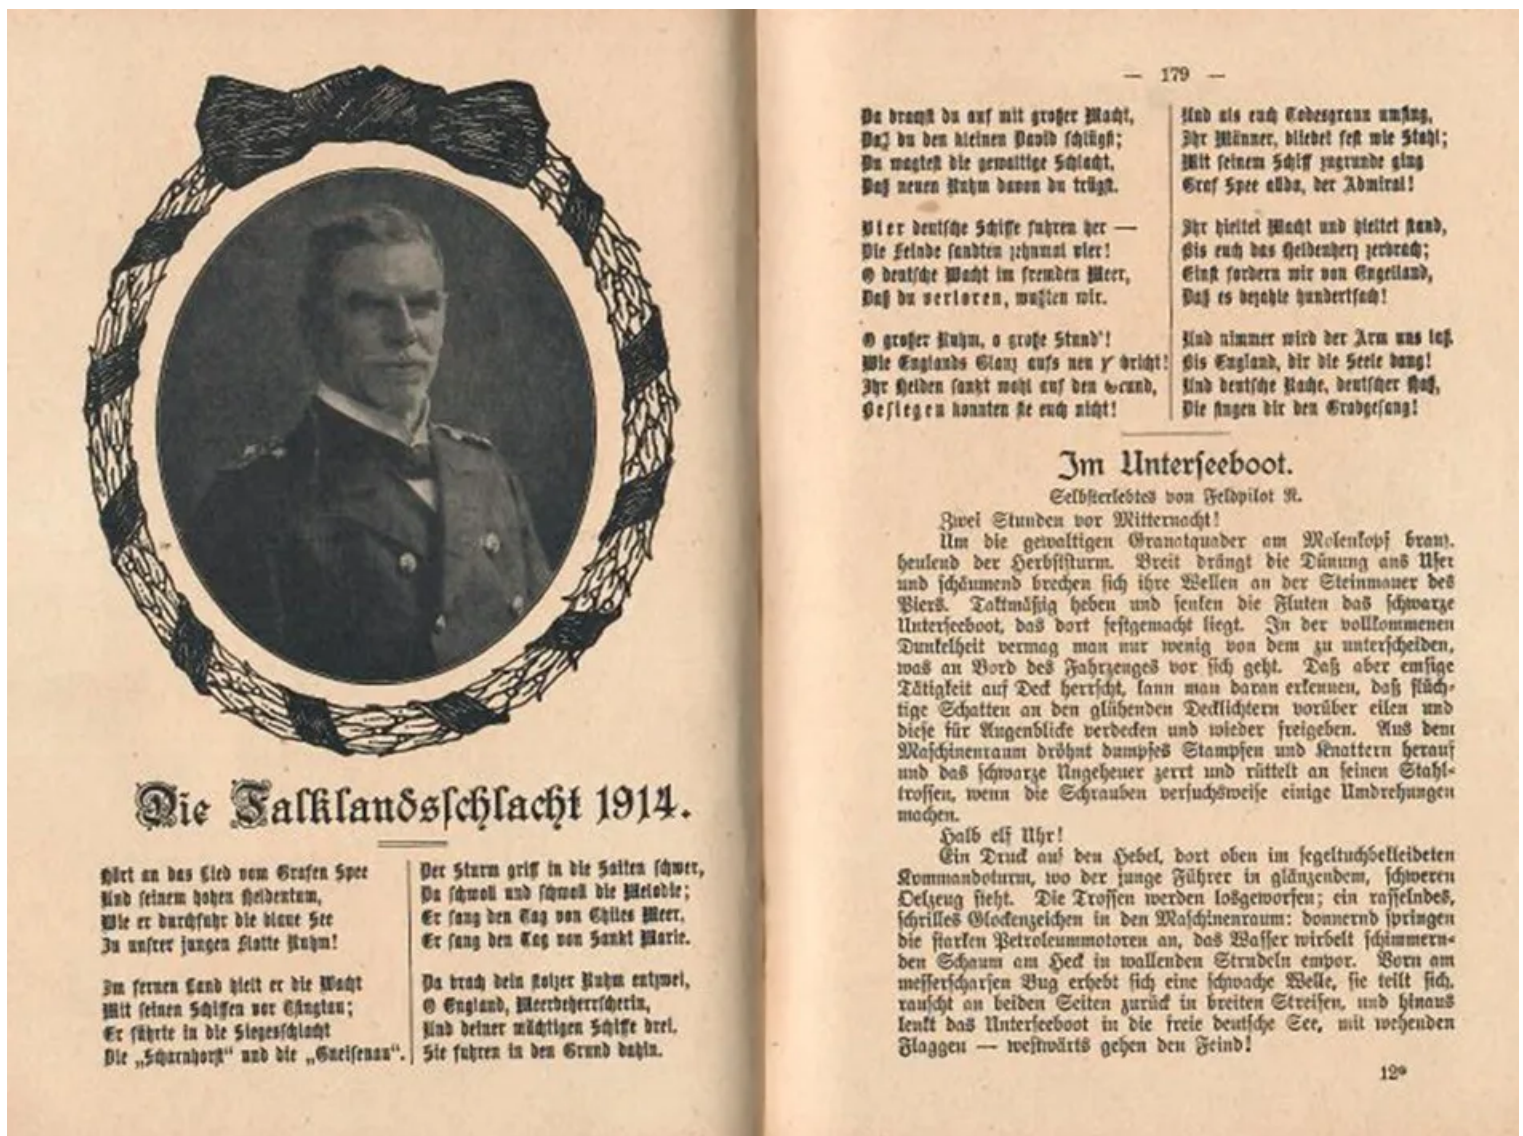 Die Falklandsschlacht 1914.
Hört an das Lied vom Grafen Spee
Und seinem hohen Heldentum,
Wie er durchfuhr die blaue See
Zu unsrer jungen Flotte Ruhm!
Im fernen Land hielt er die Wacht
Mit seinen Schiffen vor Tsingtau;
Er führte in die Siegesschlacht
Die „Scharnhorst“ und die „Gneisenau“.
Der Sturm griff in die Saiten schwer,
Da schwoll und schwoll die Melodie;
Er sang den Tag von Chiles Meer,
Er sang den Tag von Sankt Marie.
Da brach dein stolzer Ruhm entzwei,
O England, Meerbeherrscherin,
Und deiner mächtigen Schiffe drei,
Sie fuhren in den Grund dahin.
— 179 —
Da brachst du auf mit großer Macht,
Daß du den kleinen David schlügst;
Du wagtest die gewaltige Schlacht,
Daß neuen Ruhm davon du trügst.
Vier deutsche Schiffe fuhren her —
Die Feinde sandten zehnmal vier!
O deutsche Wacht im fremden Meer,
Daß du verloren, wußten wir.
O großer Ruhm, o große Stund'!
Wie Englands Glanz aufs neu bricht!
Ihr Helden sankt wohl auf den Grund,
Besiegen konnten sie euch nicht!
Und als euch Todesgraun umfing,
Ihr Männer, bliebet fest wie Stahl;
Mit seinem Schiff zugrunde ging
Graf Spee allda, der Admiral!
Ihr hieltet Wacht und hieltet stand,
Bis euch das Heldenherz zerbrach;
Einst fordern wir von Engelland,
Daß es bezahle hundertfach!
Und nimmer wird der Arm uns laß,
Bis England, dir die Seele bang!
Und deutsche Rache, deutscher Haß,
Die singen dir den Grabgesang!
Im Unterseeboot.
Selbsterlebtes von Feldpilot R.
Zwei Stunden vor Mitternacht!
Um die gewaltigen Granatquader am Molenkopf braust
heulend der Herbststurm. Breit drängt die Dünung ans Ufer
und schäumend brechen sich ihre Wellen an der Steinmauer des
Piers. Taktmäßig heben und senken die Fluten das schwarze
Unterseeboot, das dort festgemacht liegt. In der vollkommenen
Dunkelheit vermag man nur wenig von dem zu unterscheiden,
was an Bord des Fahrzeuges vor sich geht. Daß aber emsige
Tätigkeit auf Deck herrscht, kann man daran erkennen, daß flüch-
tige Schatten an den glühenden Decklichtern vorüber eilen und
diese für Augenblicke verdecken und wieder freigeben. Aus dem
Maschinenraum dröhnt dumpfes Stampfen und Knattern herauf
und das schwarze Ungeheuer zerrt und rüttelt an seinen Stahl-
trossen, wenn die Schrauben versuchsweise einige Umdrehungen
machen.
Halb elf Uhr!
Ein Druck auf den Hebel, dort oben im segeltuchbekleideten
Kommandoturm, wo der junge Führer in glänzendem, schweren
Oelzeug steht. Die Trossen werden losgeworfen; ein rasselndes,
schrilles Glockenzeichen in den Maschinenraum: donnernd springen
die starken Petroleummotoren an, das Wasser wirbelt schimmern-
den Schaum am Heck in wallenden Strudeln empor. Vorn am
messerscharfen Bug erhebt sich eine schwache Welle, sie teilt sich,
rauscht an beiden Seiten zurück in breiten Streifen, und hinaus
lenkt das Unterseeboot in die freie deutsche See, mit wehenden
Flaggen — westwärts gehen den Feind!
12*